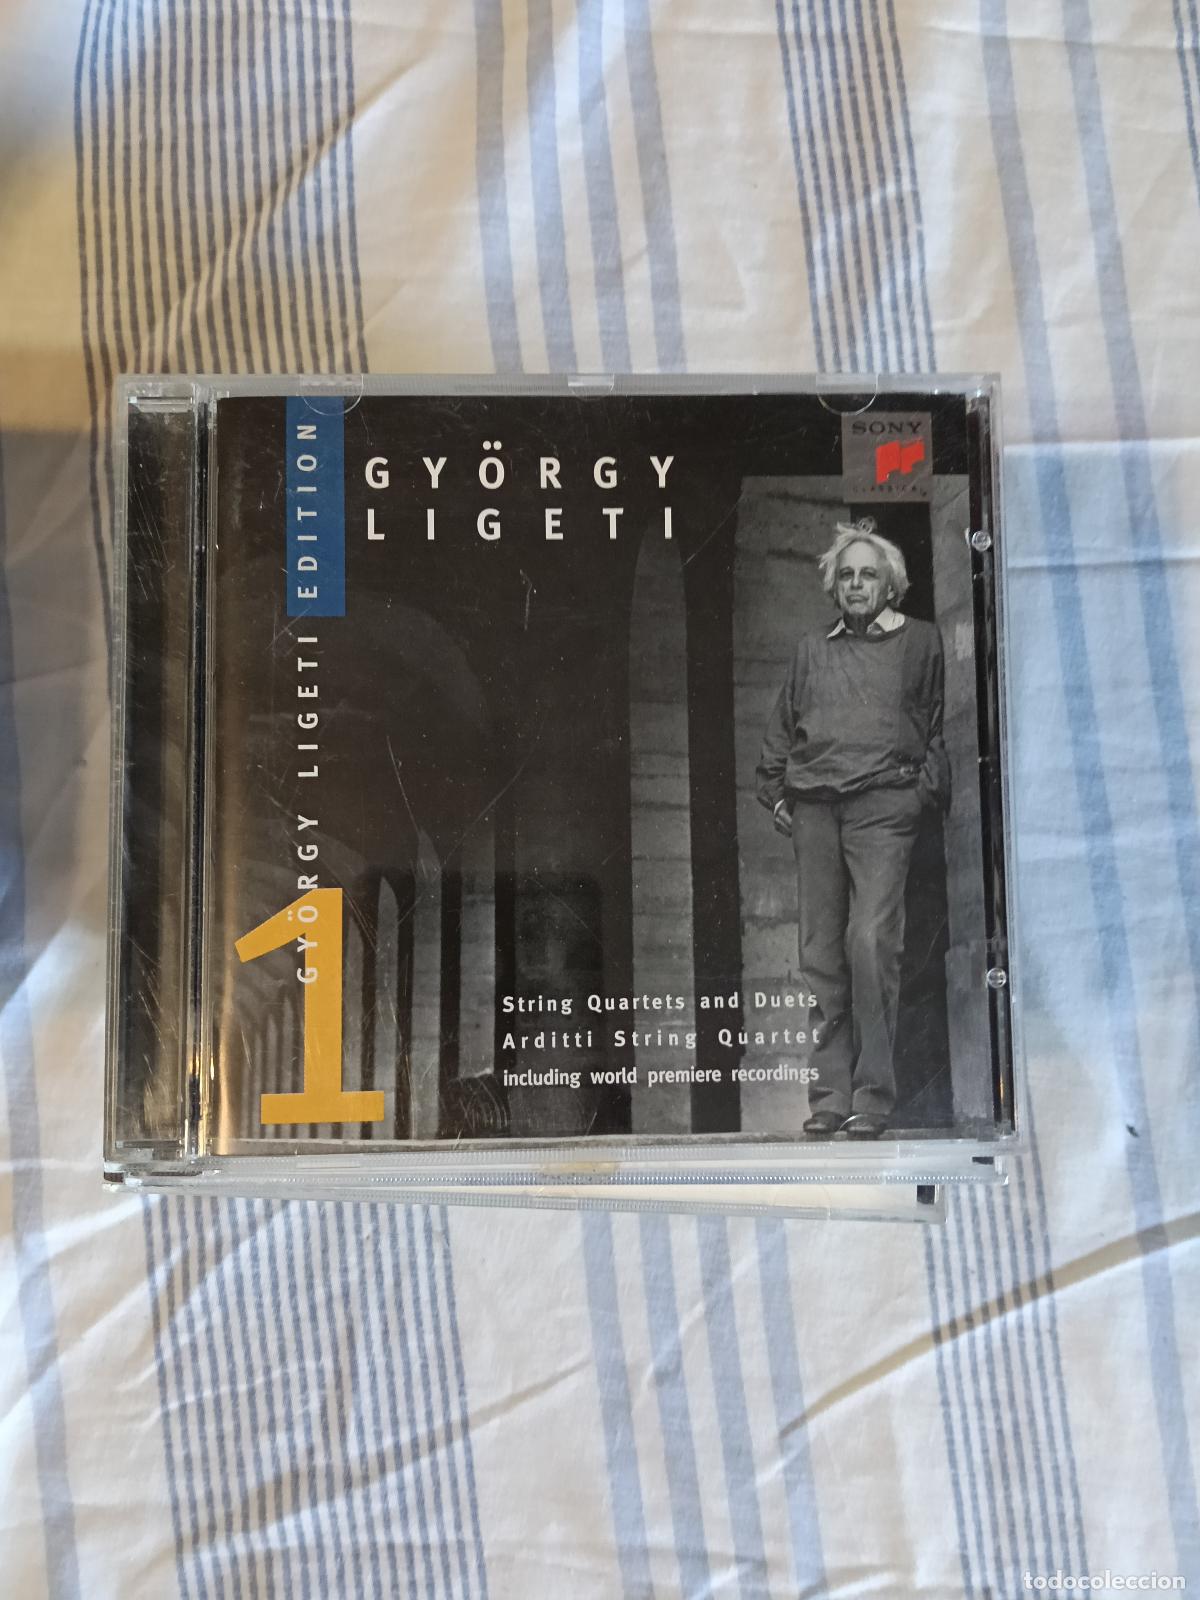 GYÖRGY
LIGETI
SONY
CLASSICAL
GYÖRGY LIGETI EDITION
1
String Quartets and Duets
Arditti String Quartet
including world premiere recordings
todocoleccion